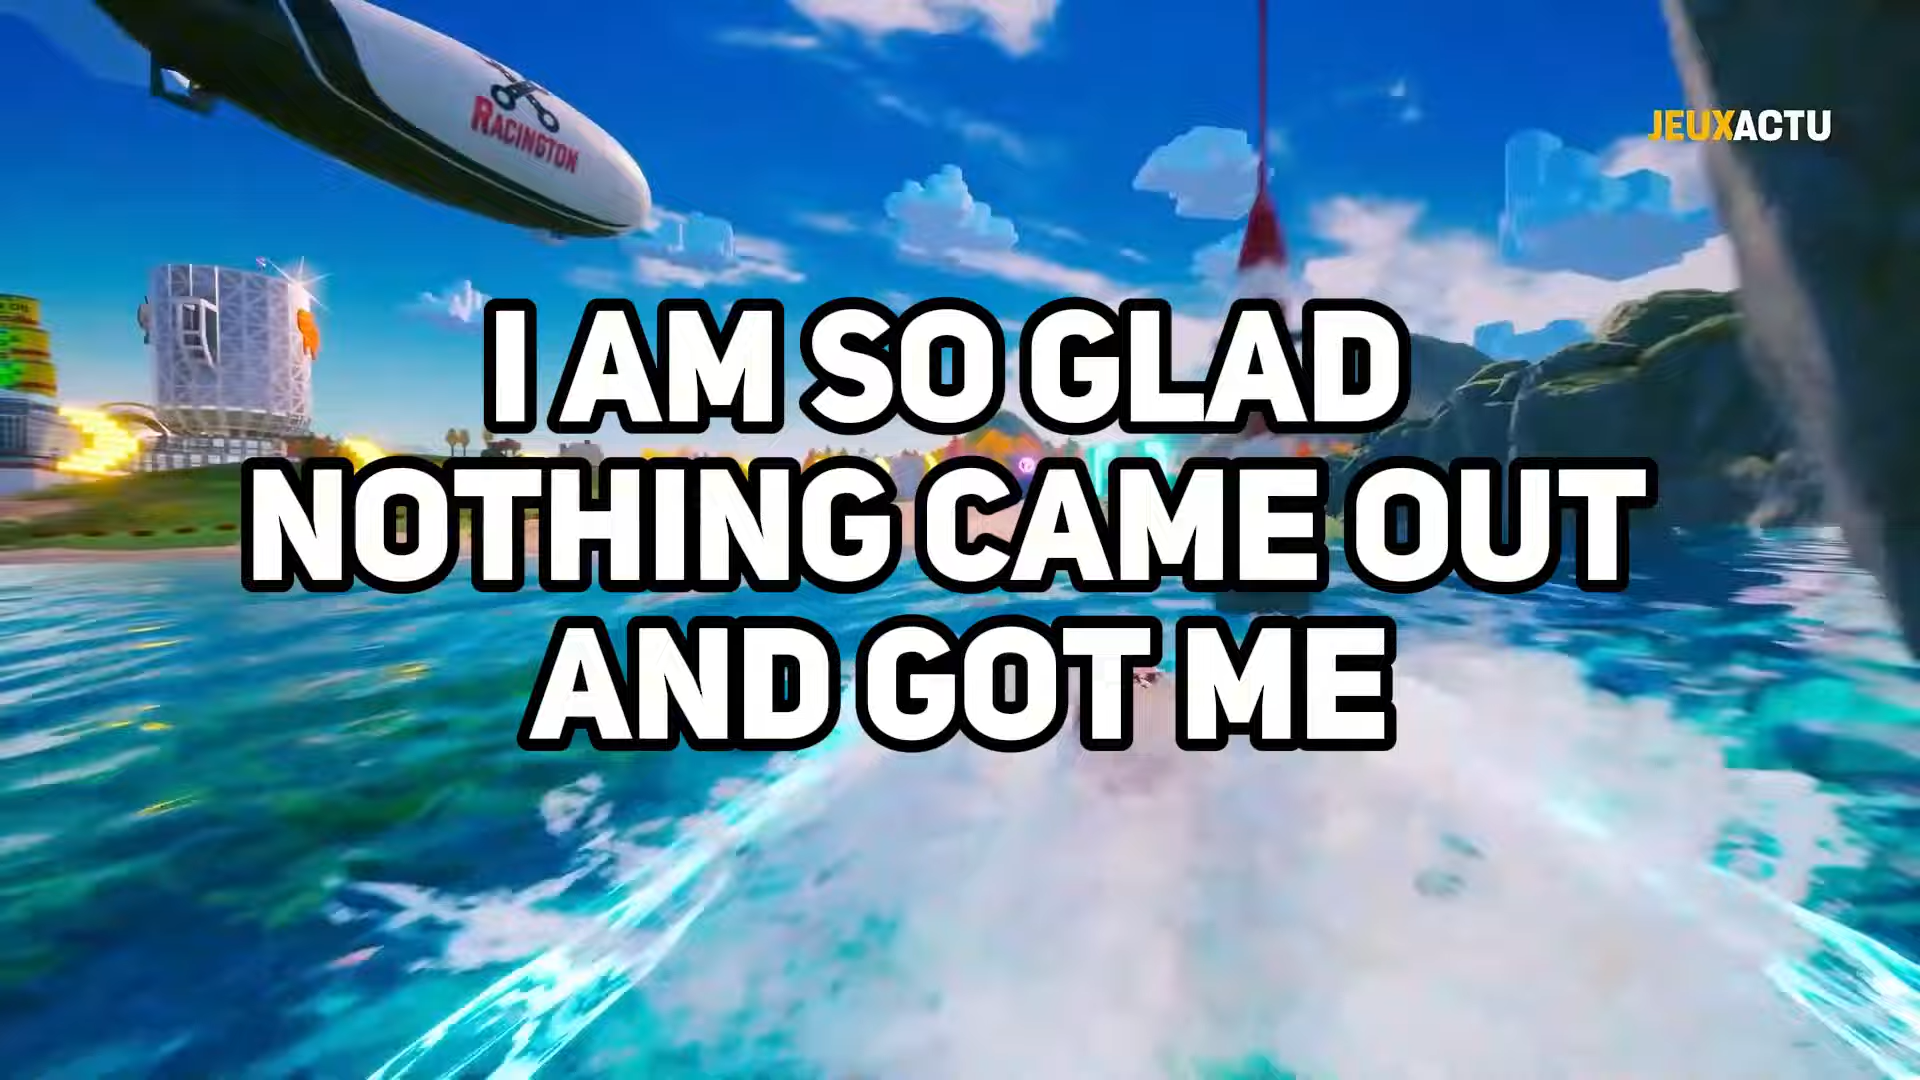 RACINGTON
JEUXACTU
I AM SO GLAD
NOTHING CAME OUT
AND GOT ME